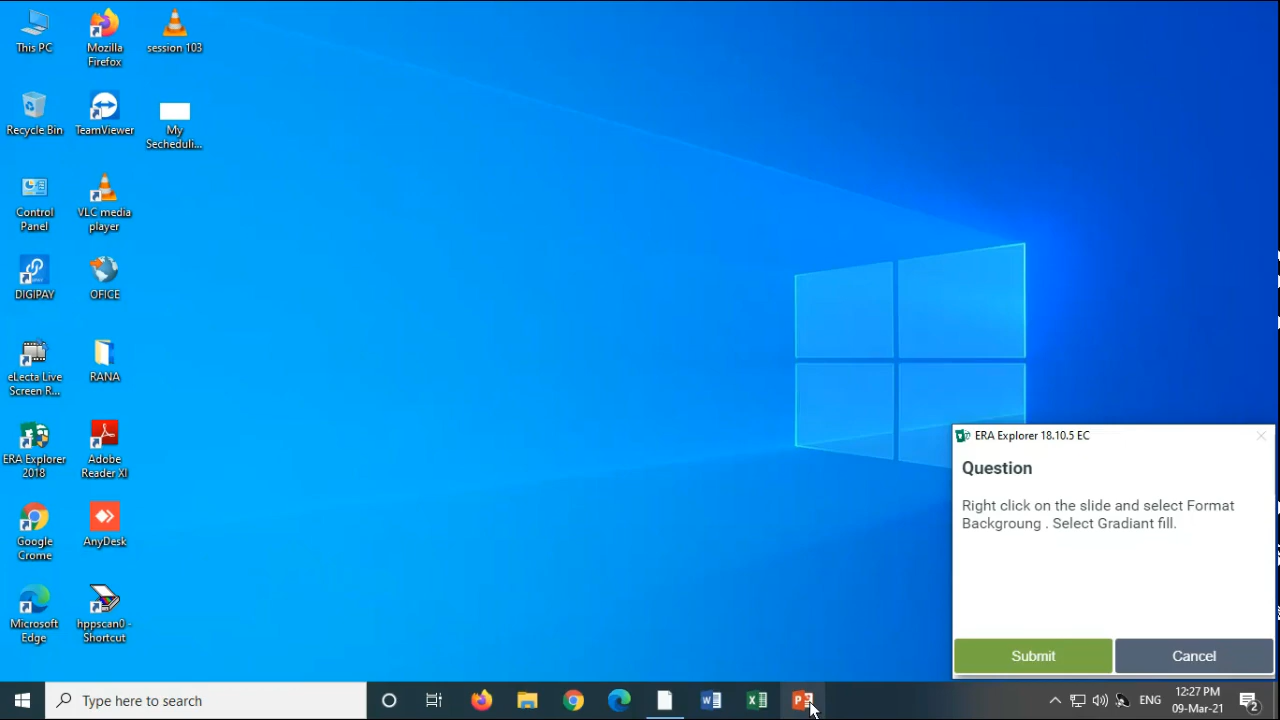 This PC
Mozilla
Firefox
session 103
Recycle Bin
TeamViewer
My
Secheduli...
Control
Panel
VLC media
player
DIGIPAY
OFICE
eLecta Live
Screen R...
RANA
ERA Explorer
2018
Adobe
Reader XI
Google
Crome
AnyDesk
Microsoft
Edge
hppscan0 -
Shortcut
ERA Explorer 18.10.5 EC
Question
Right click on the slide and select Format
Backgroung . Select Gradiant fill.
Submit
Cancel
Type here to search
ENG
12:27 PM
09-Mar-21
2